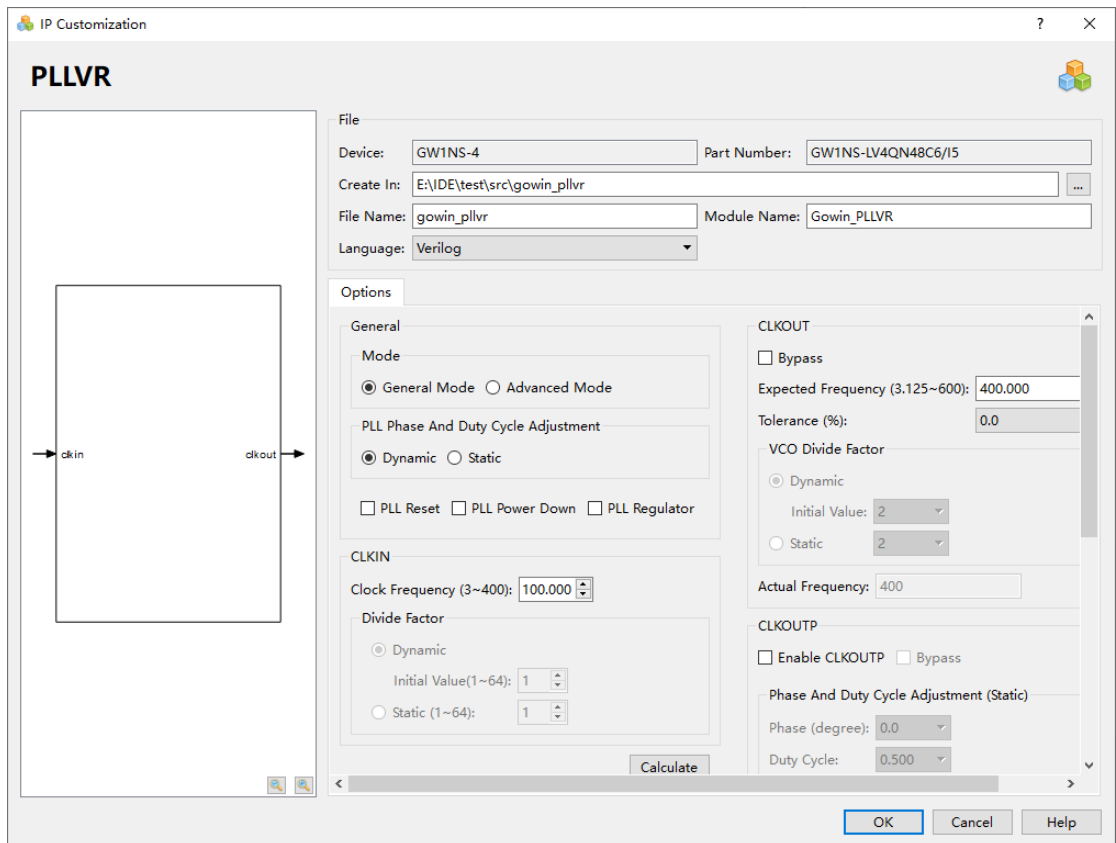 IP Customization
?
PLLVR
clkin
clkout
File
Device: GW1NS-4 Part Number: GW1NS-LV4QN48C6/I5
Create In: E:\IDE\test\src\gowin_pllvr ...
File Name: gowin_pllvr Module Name: Gowin_PLLVR
Language: Verilog
Options
General
Mode
General Mode Advanced Mode
PLL Phase And Duty Cycle Adjustment
Dynamic Static
PLL Reset PLL Power Down PLL Regulator
CLKIN
Clock Frequency (3~400): 100.000
Divide Factor
Dynamic
Initial Value(1~64): 1
Static (1~64): 1
Calculate
CLKOUT
Bypass
Expected Frequency (3.125~600): 400.000
Tolerance (%): 0.0
VCO Divide Factor
Dynamic
Initial Value: 2
Static 2
Actual Frequency: 400
CLKOUTP
Enable CLKOUTP Bypass
Phase And Duty Cycle Adjustment (Static)
Phase (degree): 0.0
Duty Cycle: 0.500
OK Cancel Help